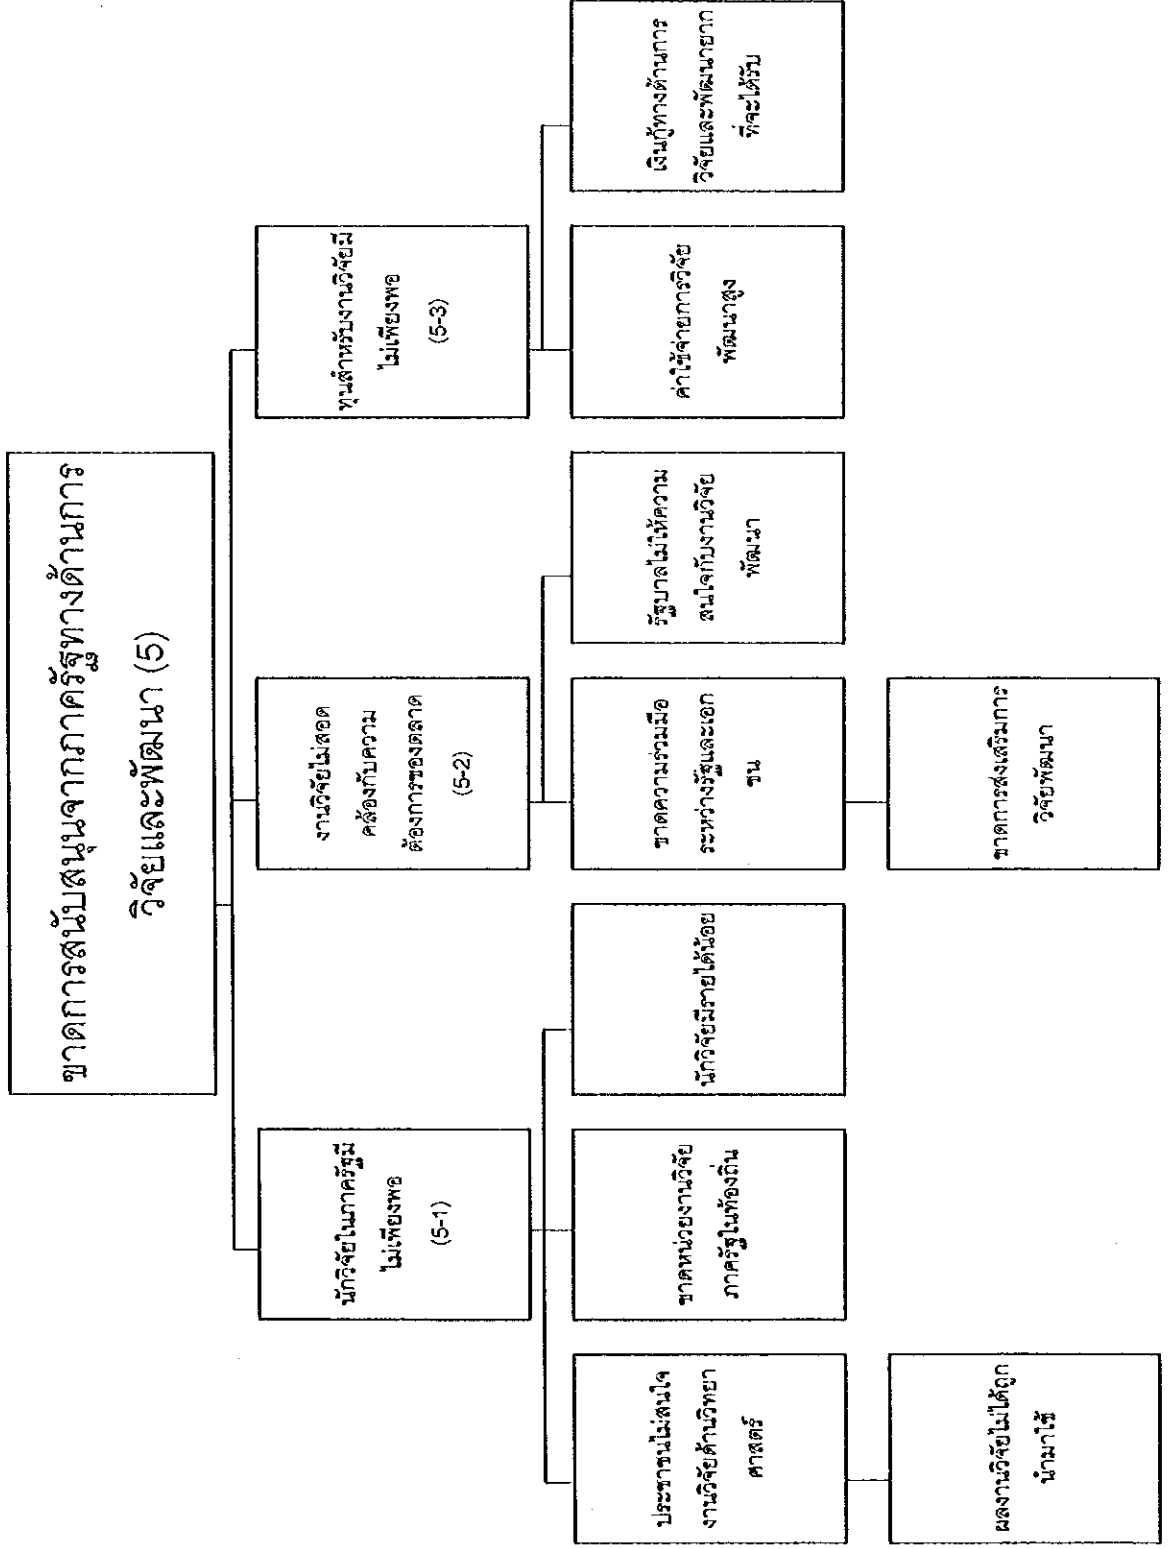 ขาดการสนับสนุนจากภาครัฐทางด้านการ
วิจัยและพัฒนา (5)
นักวิจัยในภาครัฐมี
ไม่เพียงพอ
(5-1)
งานวิจัยไม่สอด
คล้องกับความ
ต้องการของตลาด
(5-2)
ทุนสำหรับงานวิจัยมี
ไม่เพียงพอ
(5-3)
ประชาชนไม่สนใจ
งานวิจัยด้านวิทยา
ศาสตร์
ขาดหน่วยงานวิจัย
ภาครัฐในท้องถิ่น
นักวิจัยมีรายได้น้อย
ขาดความร่วมมือ
ระหว่างรัฐและเอก
ชน
รัฐบาลไม่ให้ความ
สนใจกับงานวิจัย
พัฒนา
ค่าใช้จ่ายการวิจัย
พัฒนาสูง
เงินกู้ทางด้านการ
วิจัยและพัฒนายาก
ที่จะได้รับ
ผลงานวิจัยไม่ได้ถูก
นำมาใช้
ขาดการส่งเสริมการ
วิจัยพัฒนา